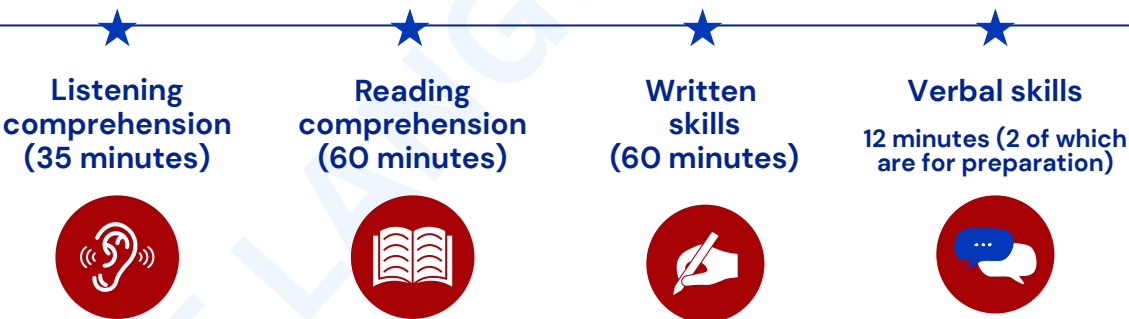 Listening
comprehension
(35 minutes)
Reading
comprehension
(60 minutes)
Written
skills
(60 minutes)
Verbal skills
12 minutes (2 of which
are for preparation)